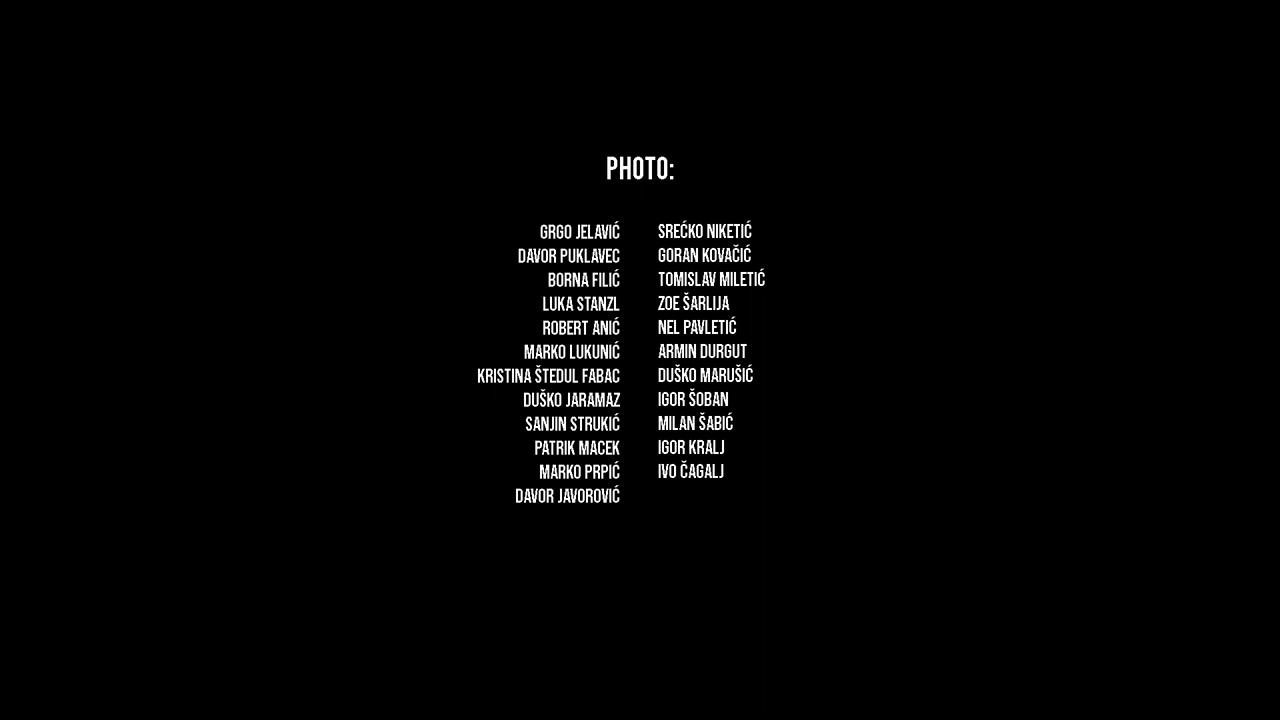 PHOTO:
GRGO JELAVIĆ
DAVOR PUKLAVEC
BORNA FILIĆ
LUKA STANZL
ROBERT ANIĆ
MARKO LUKUNIĆ
KRISTINA ŠTEDUL FABAC
DUŠKO JARAMAZ
SANJIN STRUKIĆ
PATRIK MACEK
MARKO PRPIĆ
DAVOR JAVOROVIĆ
SREĆKO NIKETIĆ
GORAN KOVAČIĆ
TOMISLAV MILETIĆ
ZOE ŠARLIJA
NEL PAVLETIĆ
ARMIN DURGUT
DUŠKO MARUŠIĆ
IGOR ŠOBAN
MILAN ŠABIĆ
IGOR KRALJ
IVO ČAGALJ